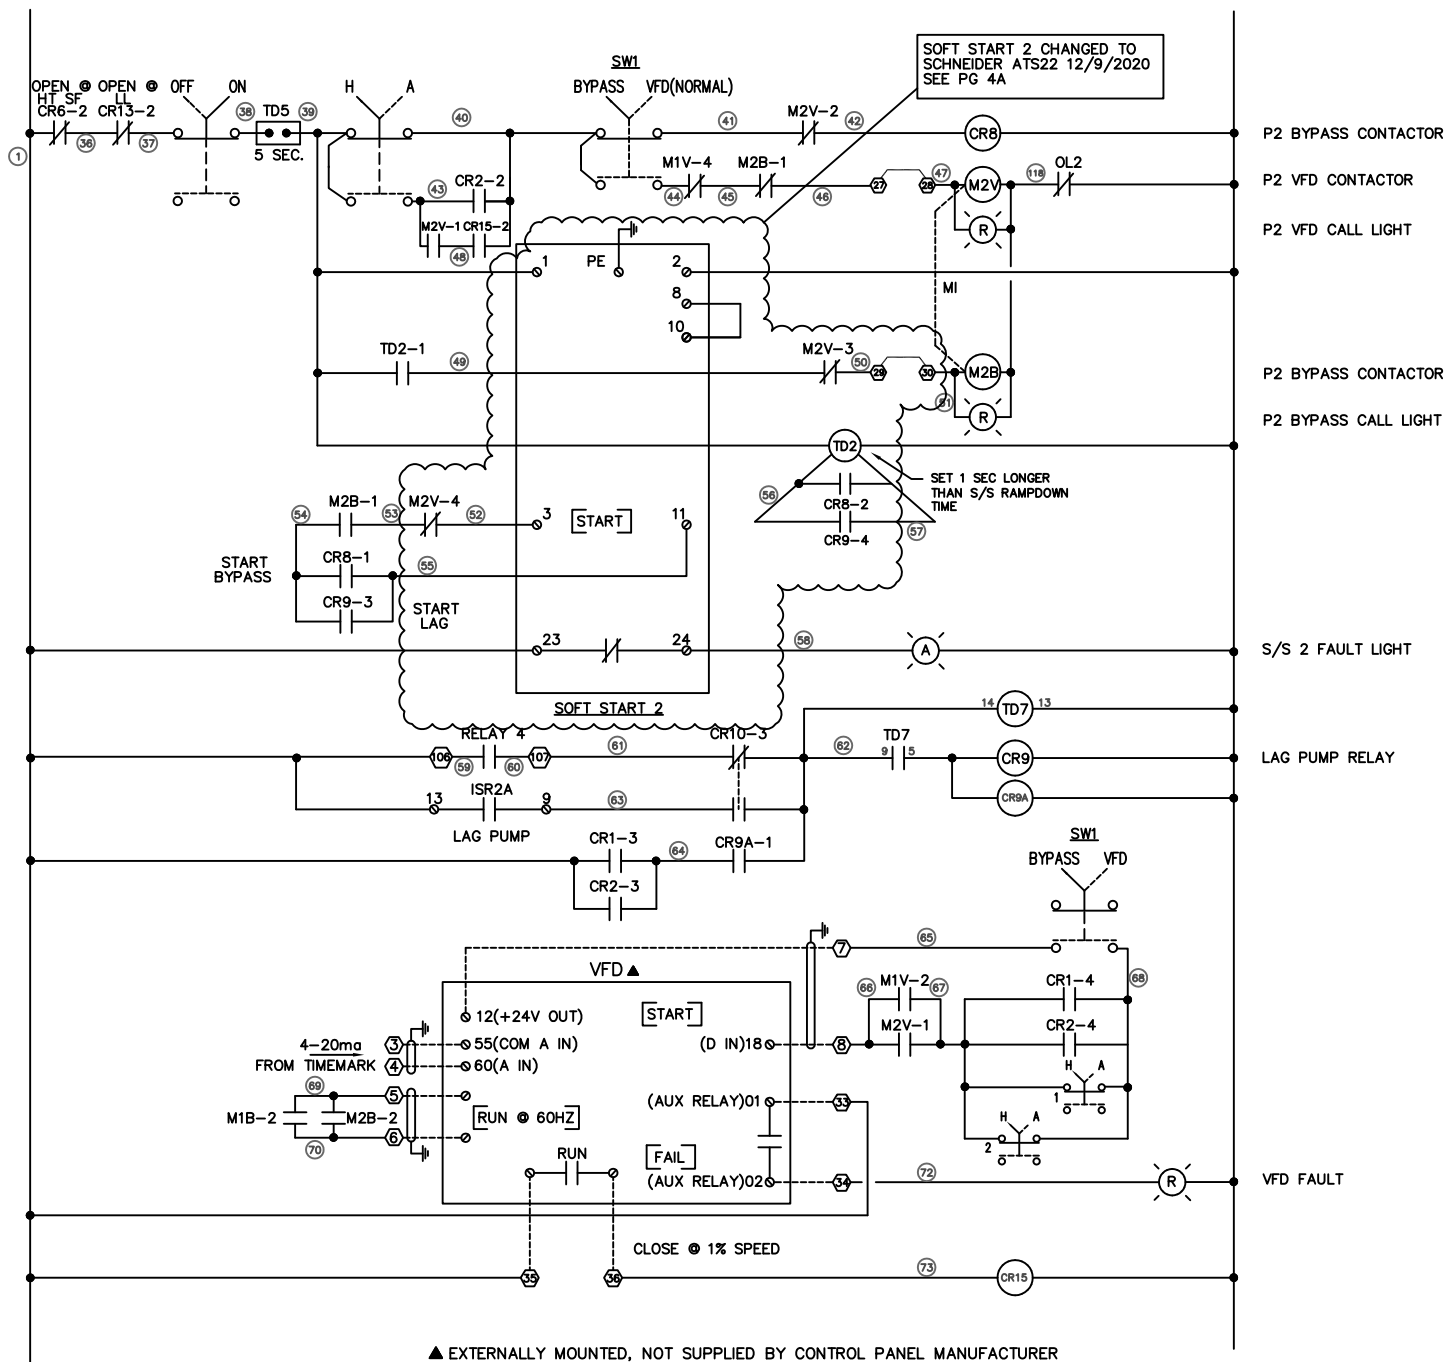 SOFT START 2 CHANGED TO
SCHNEIDER ATS22 12/9/2020
SEE PG 4A
SW1
OPEN @ OPEN @ OFF ON H A BYPASS VFD(NORMAL)
HT SF LL
CR6-2 CR13-2 38 TD5 39 40 41 M2V-2 42
1 36 37 CR8 P2 BYPASS CONTACTOR
5 SEC.
M1V-4 M2B-1 47 OL2
43 CR2-2 44 45 46 27 28 M2V 118 P2 VFD CONTACTOR
M2V-1 CR15-2 R P2 VFD CALL LIGHT
48
1 PE 2
8 MI
10
TD2-1 49 M2V-3 50
29 30 M2B P2 BYPASS CONTACTOR
91
R P2 BYPASS CALL LIGHT
TD2
SET 1 SEC LONGER
THAN S/S RAMPDOWN
TIME
56 CR8-2
54 M2B-1 53 M2V-4 52 3 START 11
57
CR9-4
START
BYPASS
CR8-1 55
CR9-3 START
LAG
23 24 58 A S/S 2 FAULT LIGHT
SOFT START 2
14 TD7 13
RELAY 4 61 CR10-3 62 TD7
106 59 60 107 9 5 CR9 LAG PUMP RELAY
ISR2A
13 9 63 CR9A
LAG PUMP
SW1
CR1-3 64 CR9A-1
BYPASS VFD
CR2-3
7 65
VFD
66 M1V-2 67 CR1-4 68
12(+24V OUT) START M2V-1 CR2-4
4-20ma 3 55(COM A IN) (D IN)18 8
FROM TIMEMARK 4 60(A IN) H A
69 5 1
M1B-2 M2B-2 RUN @ 60HZ (AUX RELAY)01 33
H A
6 2
70 RUN FAIL
(AUX RELAY)02 34 72 R VFD FAULT
CLOSE @ 1% SPEED
35 36 73 CR15
▲ EXTERNALLY MOUNTED, NOT SUPPLIED BY CONTROL PANEL MANUFACTURER